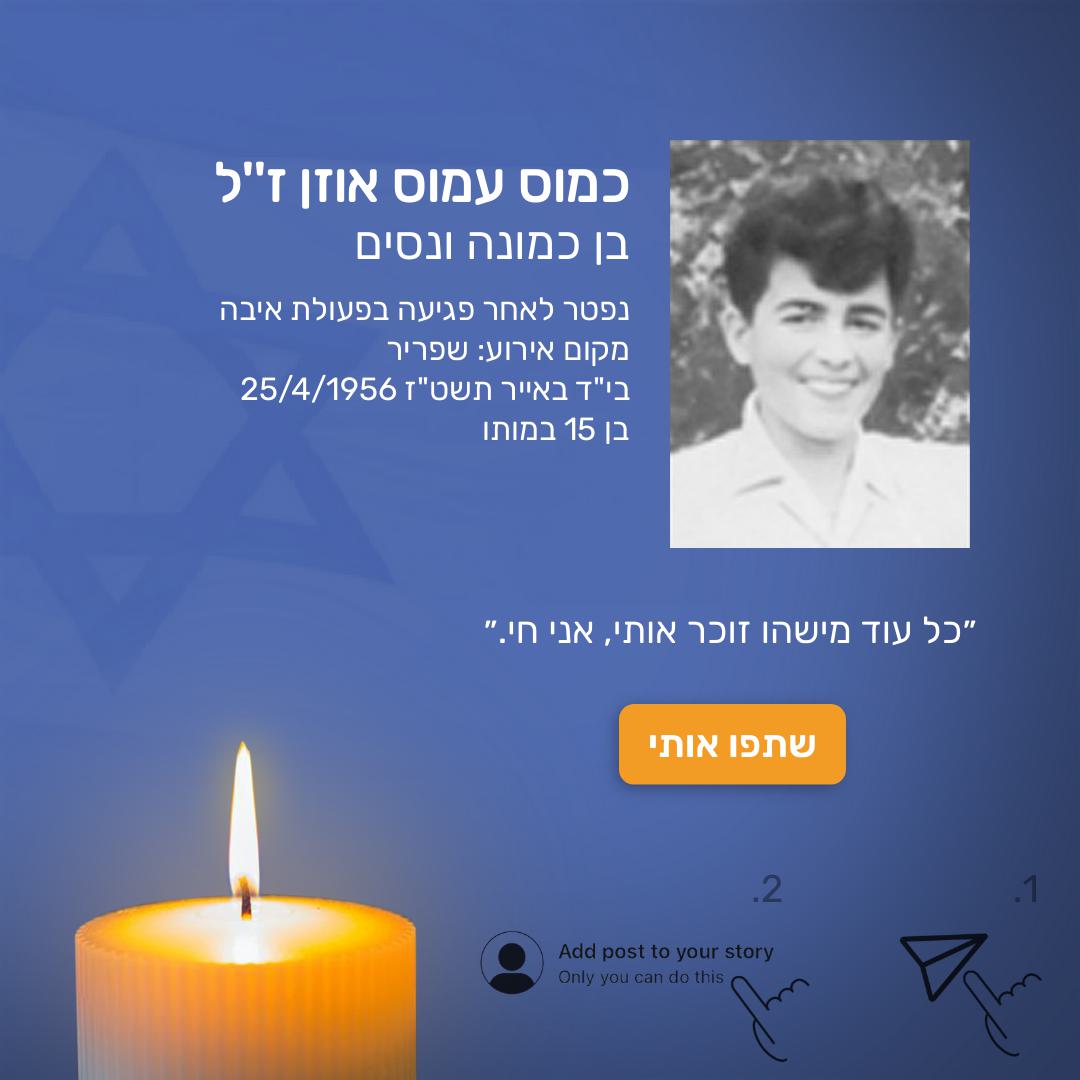 כמוס עמוס אוזן ז"ל
בן כמונה ונסים
נפטר לאחר פגיעה בפעולת איבה
מקום אירוע: שפריר
בי"ד באייר תשט"ז 25/4/1956
בן 15 במותו
״כל עוד מישהו זוכר אותי, אני חי.״
שתפו אותי
1.
2.
Add post to your story
Only you can do this